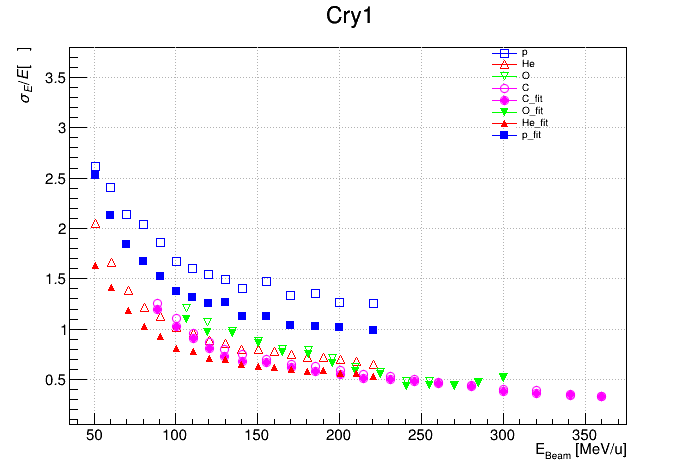 Cry1
σ_E/E[ ]
3.5
3
2.5
2
1.5
1
0.5
p
He
O
C
C_fit
O_fit
He_fit
p_fit
50 100 150 200 250 300 350
E_Beam [MeV/u]